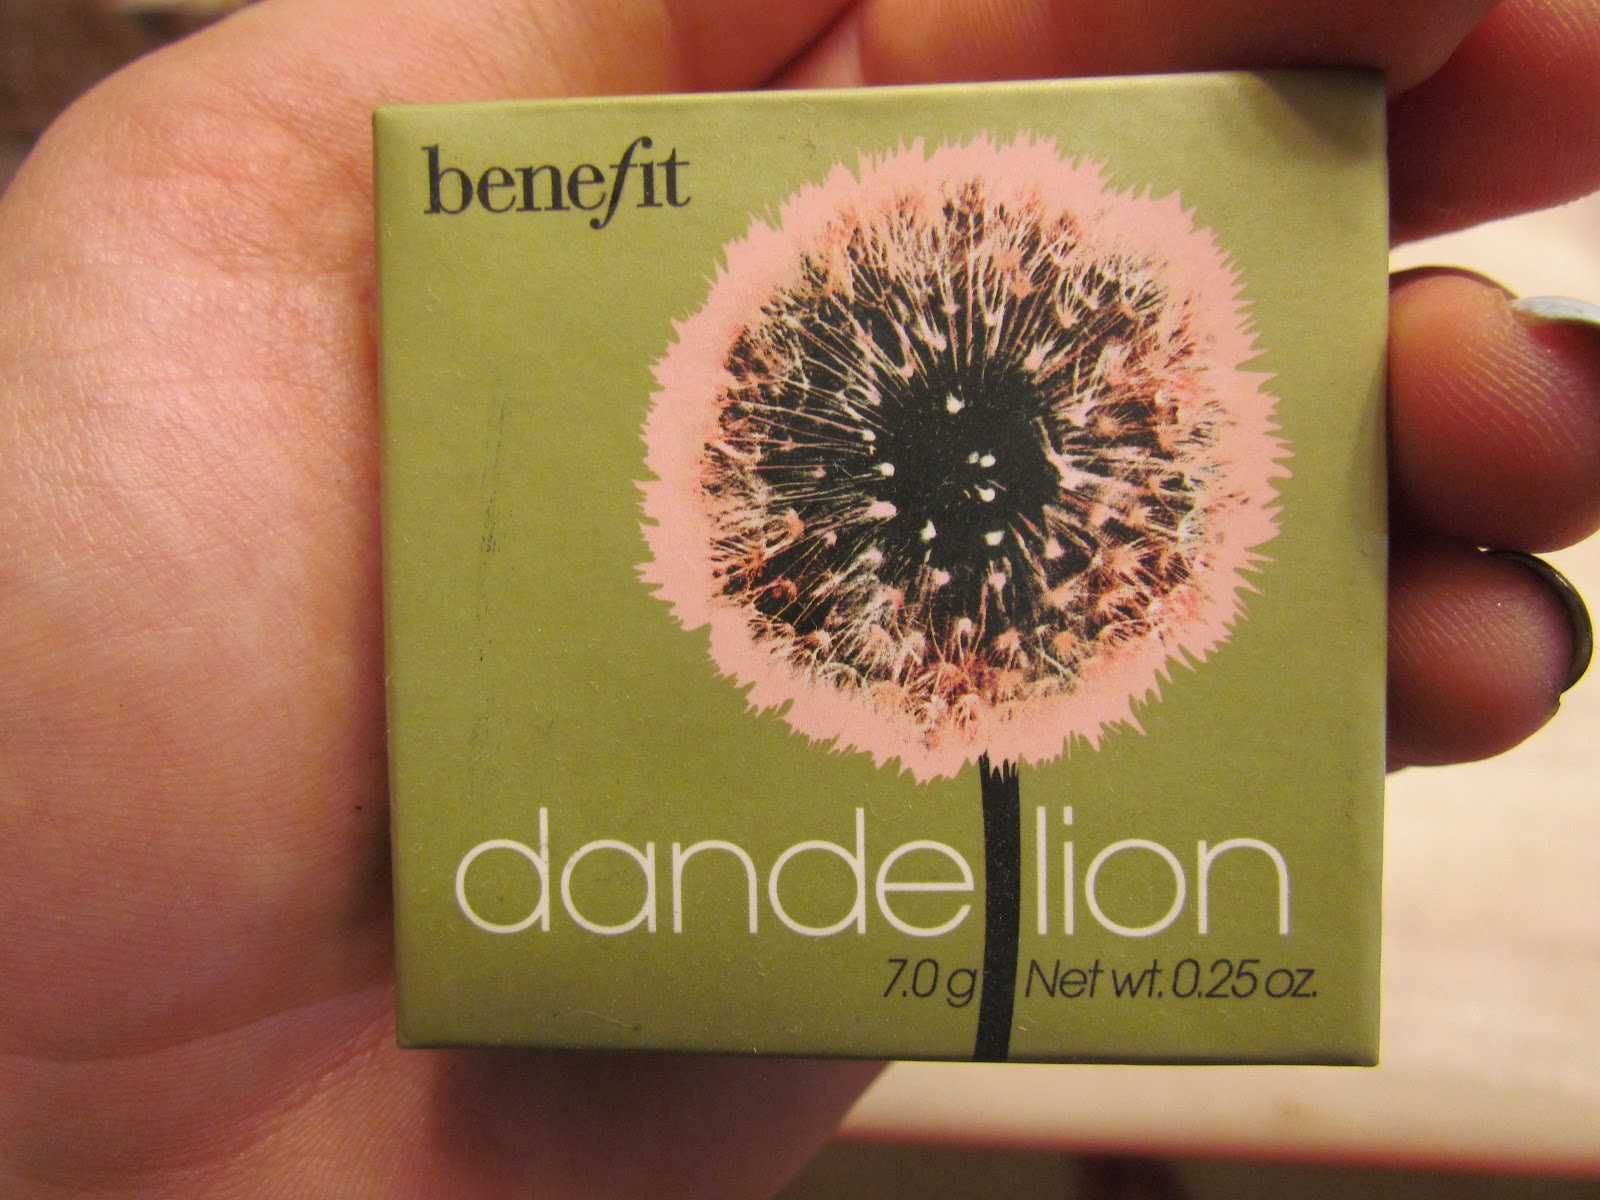 benefit
dandelion
7.0 g Net wt. 0.25 oz.